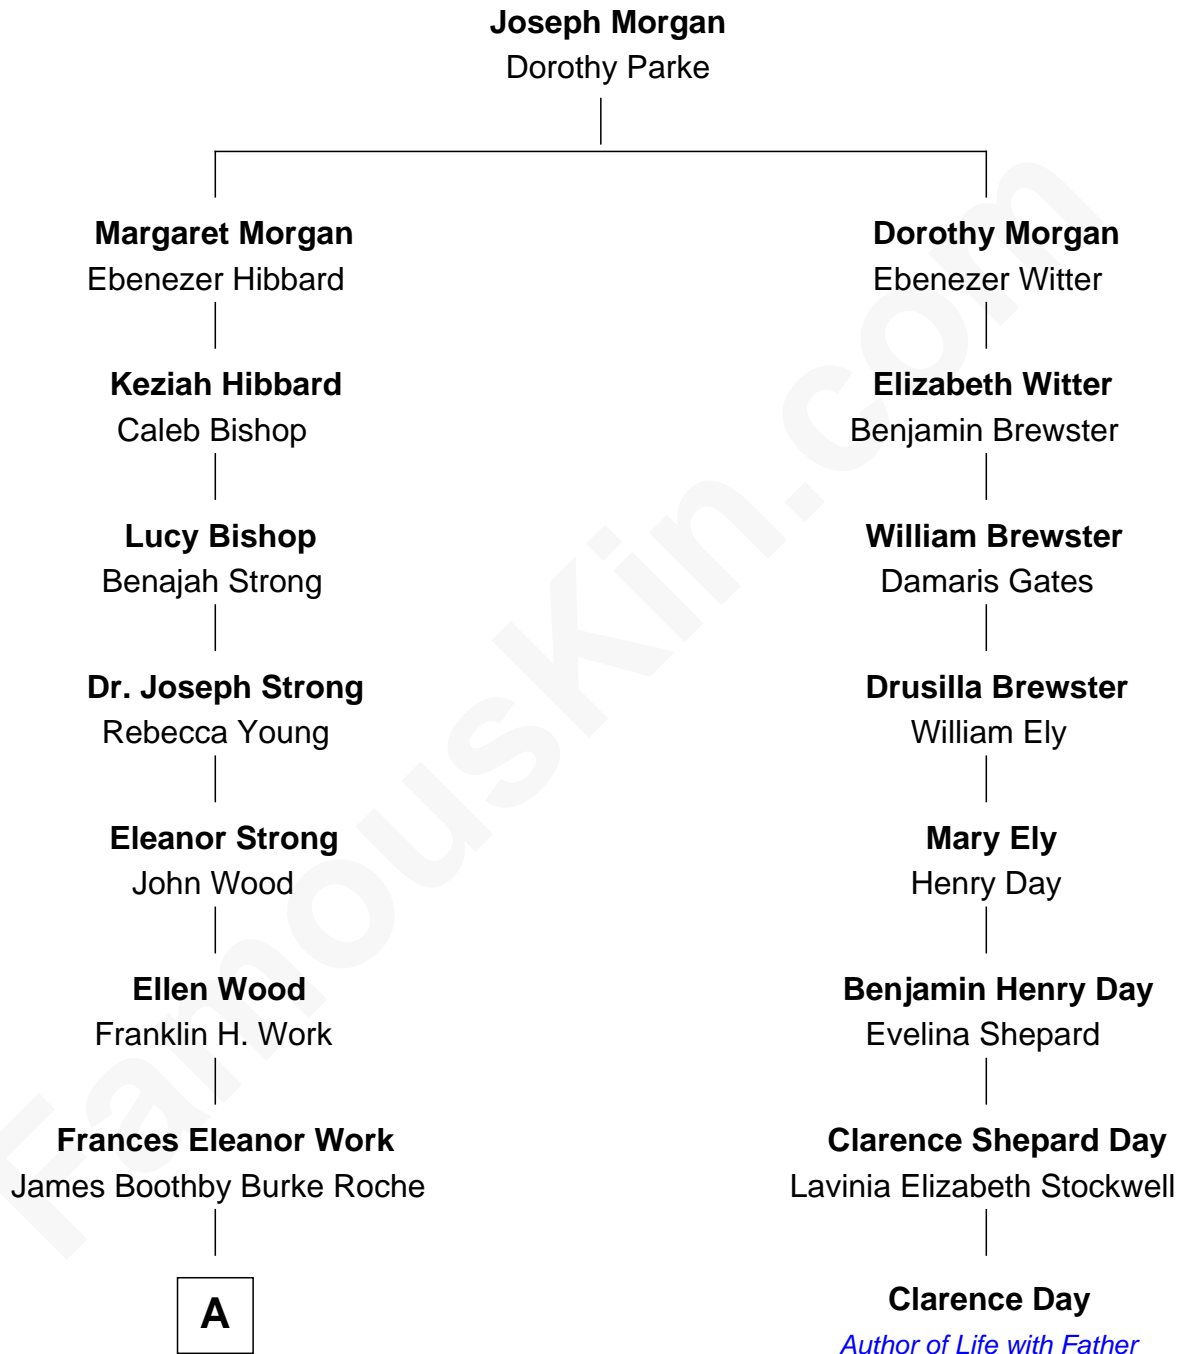 Joseph Morgan
Dorothy Parke
Margaret Morgan
Ebenezer Hibbard
Dorothy Morgan
Ebenezer Witter
Keziah Hibbard
Caleb Bishop
Elizabeth Witter
Benjamin Brewster
Lucy Bishop
Benajah Strong
William Brewster
Damaris Gates
Dr. Joseph Strong
Rebecca Young
Drusilla Brewster
William Ely
Eleanor Strong
John Wood
Mary Ely
Henry Day
Ellen Wood
Franklin H. Work
Benjamin Henry Day
Evelina Shepard
Frances Eleanor Work
James Boothby Burke Roche
Clarence Shepard Day
Lavinia Elizabeth Stockwell
A
Clarence Day
Author of Life with Father
FamousKin.com